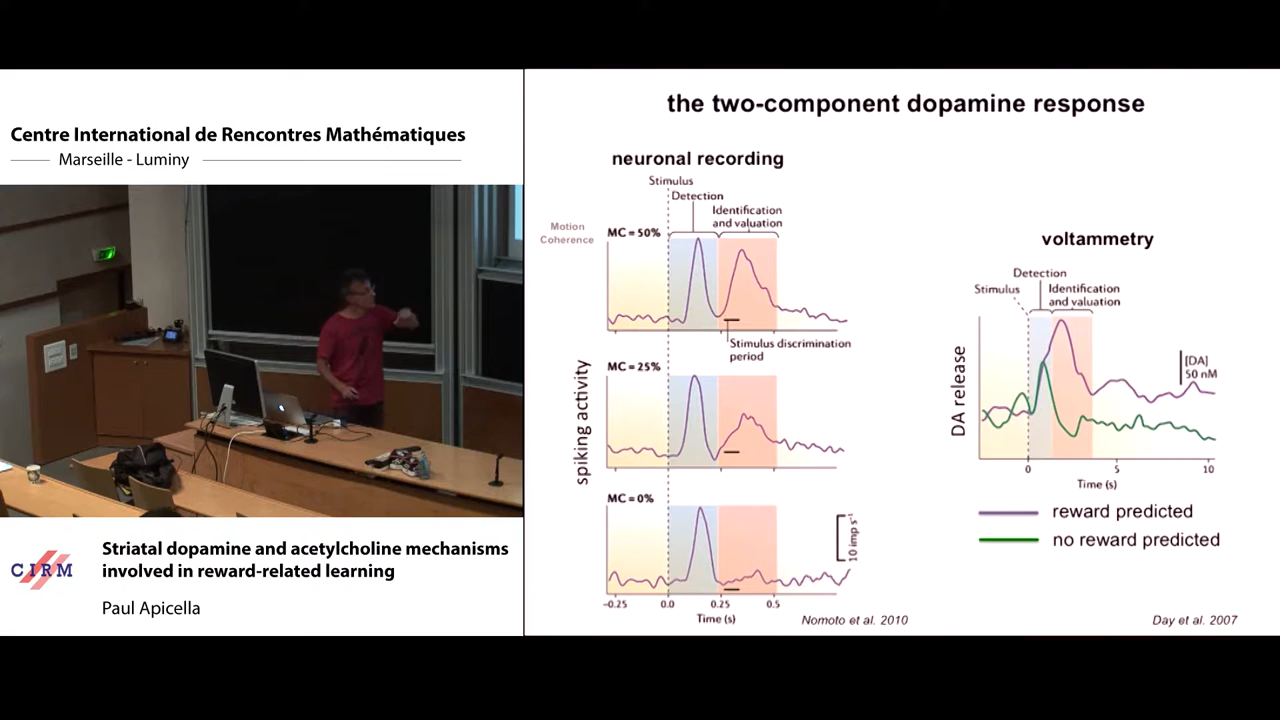 Centre International de Rencontres Mathématiques
Marseille - Luminy
CIRM
Striatal dopamine and acetylcholine mechanisms
involved in reward-related learning
Paul Apicella
the two-component dopamine response
neuronal recording
Stimulus
Detection
Identification
and valuation
Motion
Coherence
MC = 50%
Stimulus discrimination
period
MC = 25%
spiking activity
MC = 0%
10 imp s⁻¹
-0.25 0.0 0.25 0.5
Time (s)
Nomoto et al. 2010
voltammetry
Detection
Stimulus
Identification
and valuation
[DA]
50 nM
DA release
0 5 10
Time (s)
reward predicted
no reward predicted
Day et al. 2007